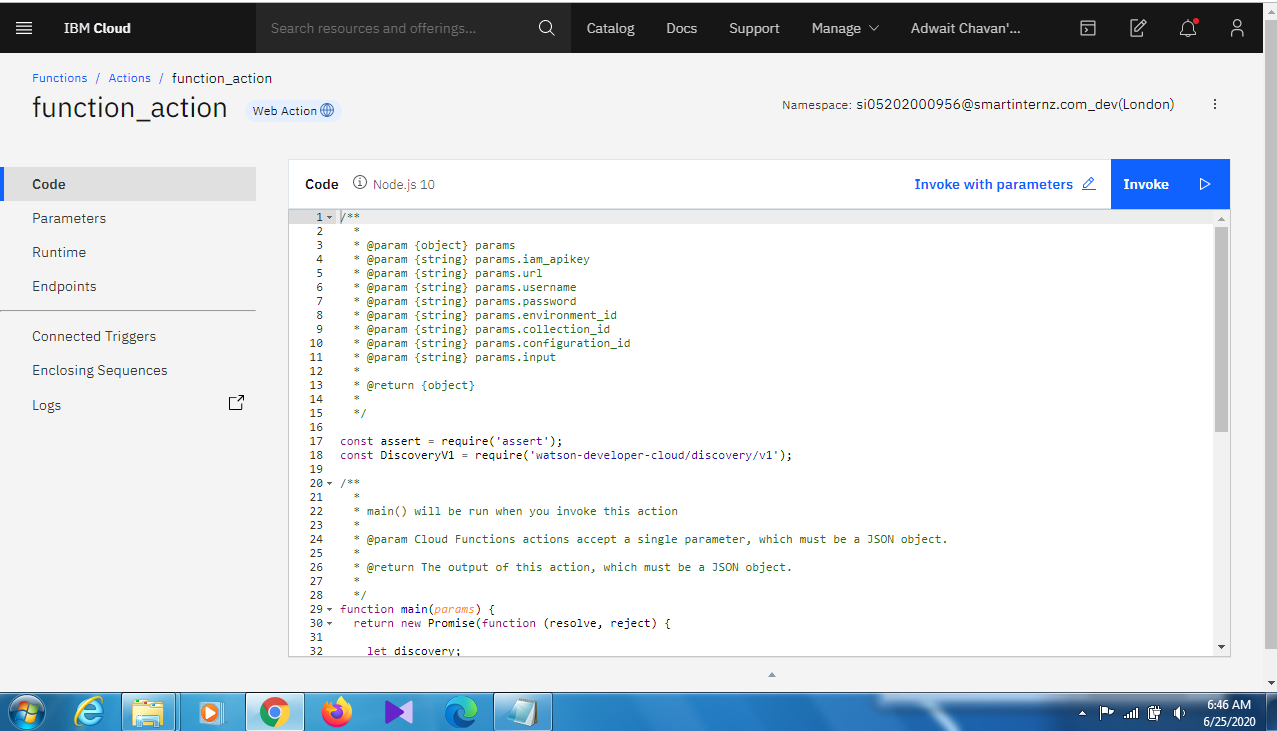 IBM Cloud
Search resources and offerings...
Catalog
Docs
Support
Manage
Adwait Chavan'...
Functions / Actions / function_action
function_action
Web Action
Namespace: si05202000956@smartinternz.com_dev(London)
Code
Parameters
Runtime
Endpoints
Connected Triggers
Enclosing Sequences
Logs
Code
Node.js 10
Invoke with parameters
Invoke
1 /**
2 *
3 * @param {object} params
4 * @param {string} params.iam_apikey
5 * @param {string} params.url
6 * @param {string} params.username
7 * @param {string} params.password
8 * @param {string} params.environment_id
9 * @param {string} params.collection_id
10 * @param {string} params.configuration_id
11 * @param {string} params.input
12 *
13 * @return {object}
14 *
15 */
16
17 const assert = require('assert');
18 const DiscoveryV1 = require('watson-developer-cloud/discovery/v1');
19
20 /**
21 *
22 * main() will be run when you invoke this action
23 *
24 * @param Cloud Functions actions accept a single parameter, which must be a JSON object.
25 *
26 * @return The output of this action, which must be a JSON object.
27 *
28 */
29 function main(params) {
30 return new Promise(function (resolve, reject) {
31
32 let discovery;
6:46 AM
6/25/2020